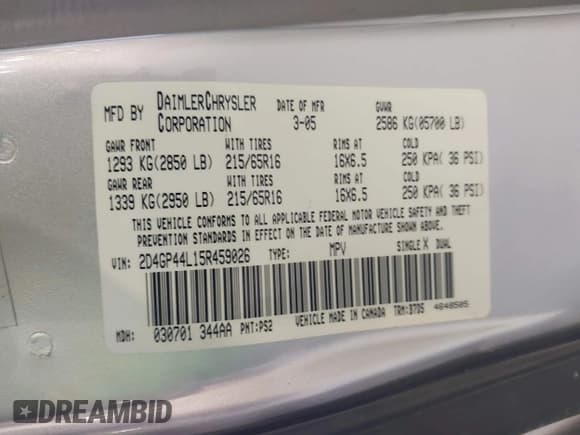 MFD BY DAIMLERCHRYSLER CORPORATION DATE OF MFR 3-05 GVWR 2586 KG(05700 LB)
GAWR FRONT WITH TIRES RIMS AT COLD
1293 KG(2850 LB) 215/65R16 16X6.5 250 KPA( 36 PSI)
GAWR REAR WITH TIRES RIMS AT COLD
1339 KG(2950 LB) 215/65R16 16X6.5 250 KPA( 36 PSI)
THIS VEHICLE CONFORMS TO ALL APPLICABLE FEDERAL MOTOR VEHICLE SAFETY AND THEFT
PREVENTION STANDARDS IN EFFECT ON THE DATE OF MANUFACTURE SHOWN ABOVE.
VIN: 2D4GP44L15R459026 TYPE: MPV SINGLE X DUAL
MDH: 030701 344AA PNT:PS2 VEHICLE MADE IN CANADA TRM:D7D5 4648505
DREAMBID